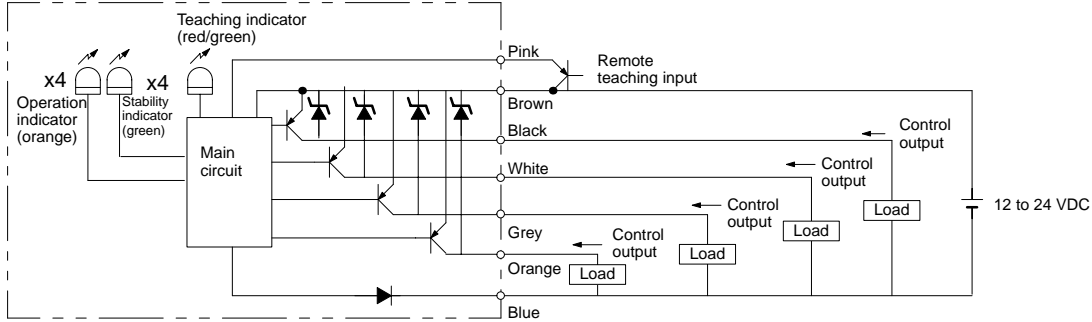 Teaching indicator
(red/green)
x4
x4
Operation
indicator
(orange)
Stability
indicator
(green)
Main
circuit
Pink
Remote
teaching input
Brown
Black
Control
output
White
Control
output
Grey
Control
output
Orange
Control
output
Blue
Load
Load
Load
Load
12 to 24 VDC